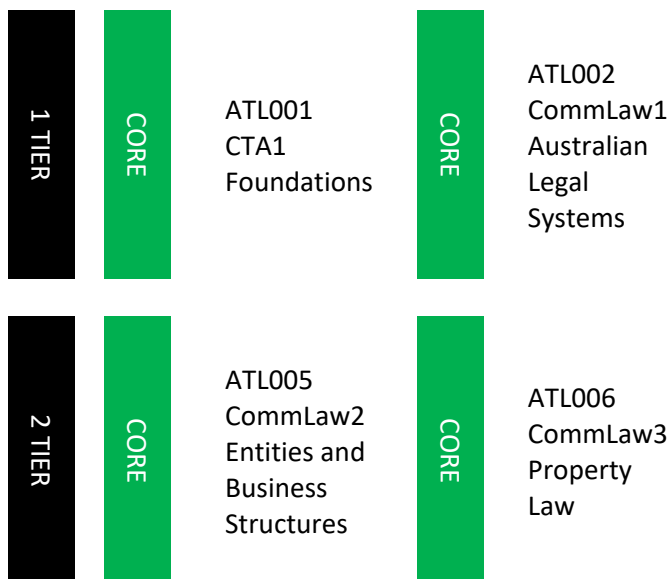 1 TIER
CORE
ATL001
CTA1
Foundations
CORE
ATL002
CommLaw1
Australian
Legal
Systems
2 TIER
CORE
ATL005
CommLaw2
Entities and
Business
Structures
CORE
ATL006
CommLaw3
Property
Law